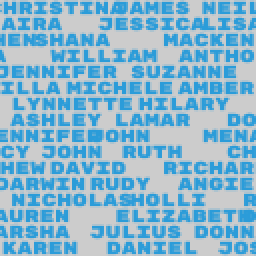 CHRISTINA JAMES NEIL
AIRA JESSICA LISA
SHANA MACKEN
WILLIAM ANTHO
JENNIFER SUZANNE
ILLA MICHELE AMBER
LYNNETTE HILARY
ASHLEY LAMAR DO
ENNIFER JOHN MENA
CY JOHN RUTH CH
HEW DAVID RICHAR
DARWIN RUDY ANGIE
NICHOLAS HOLLI
AUREN ELIZABETH
ARSHA JULIUS DONN
KAREN DANIEL JOS